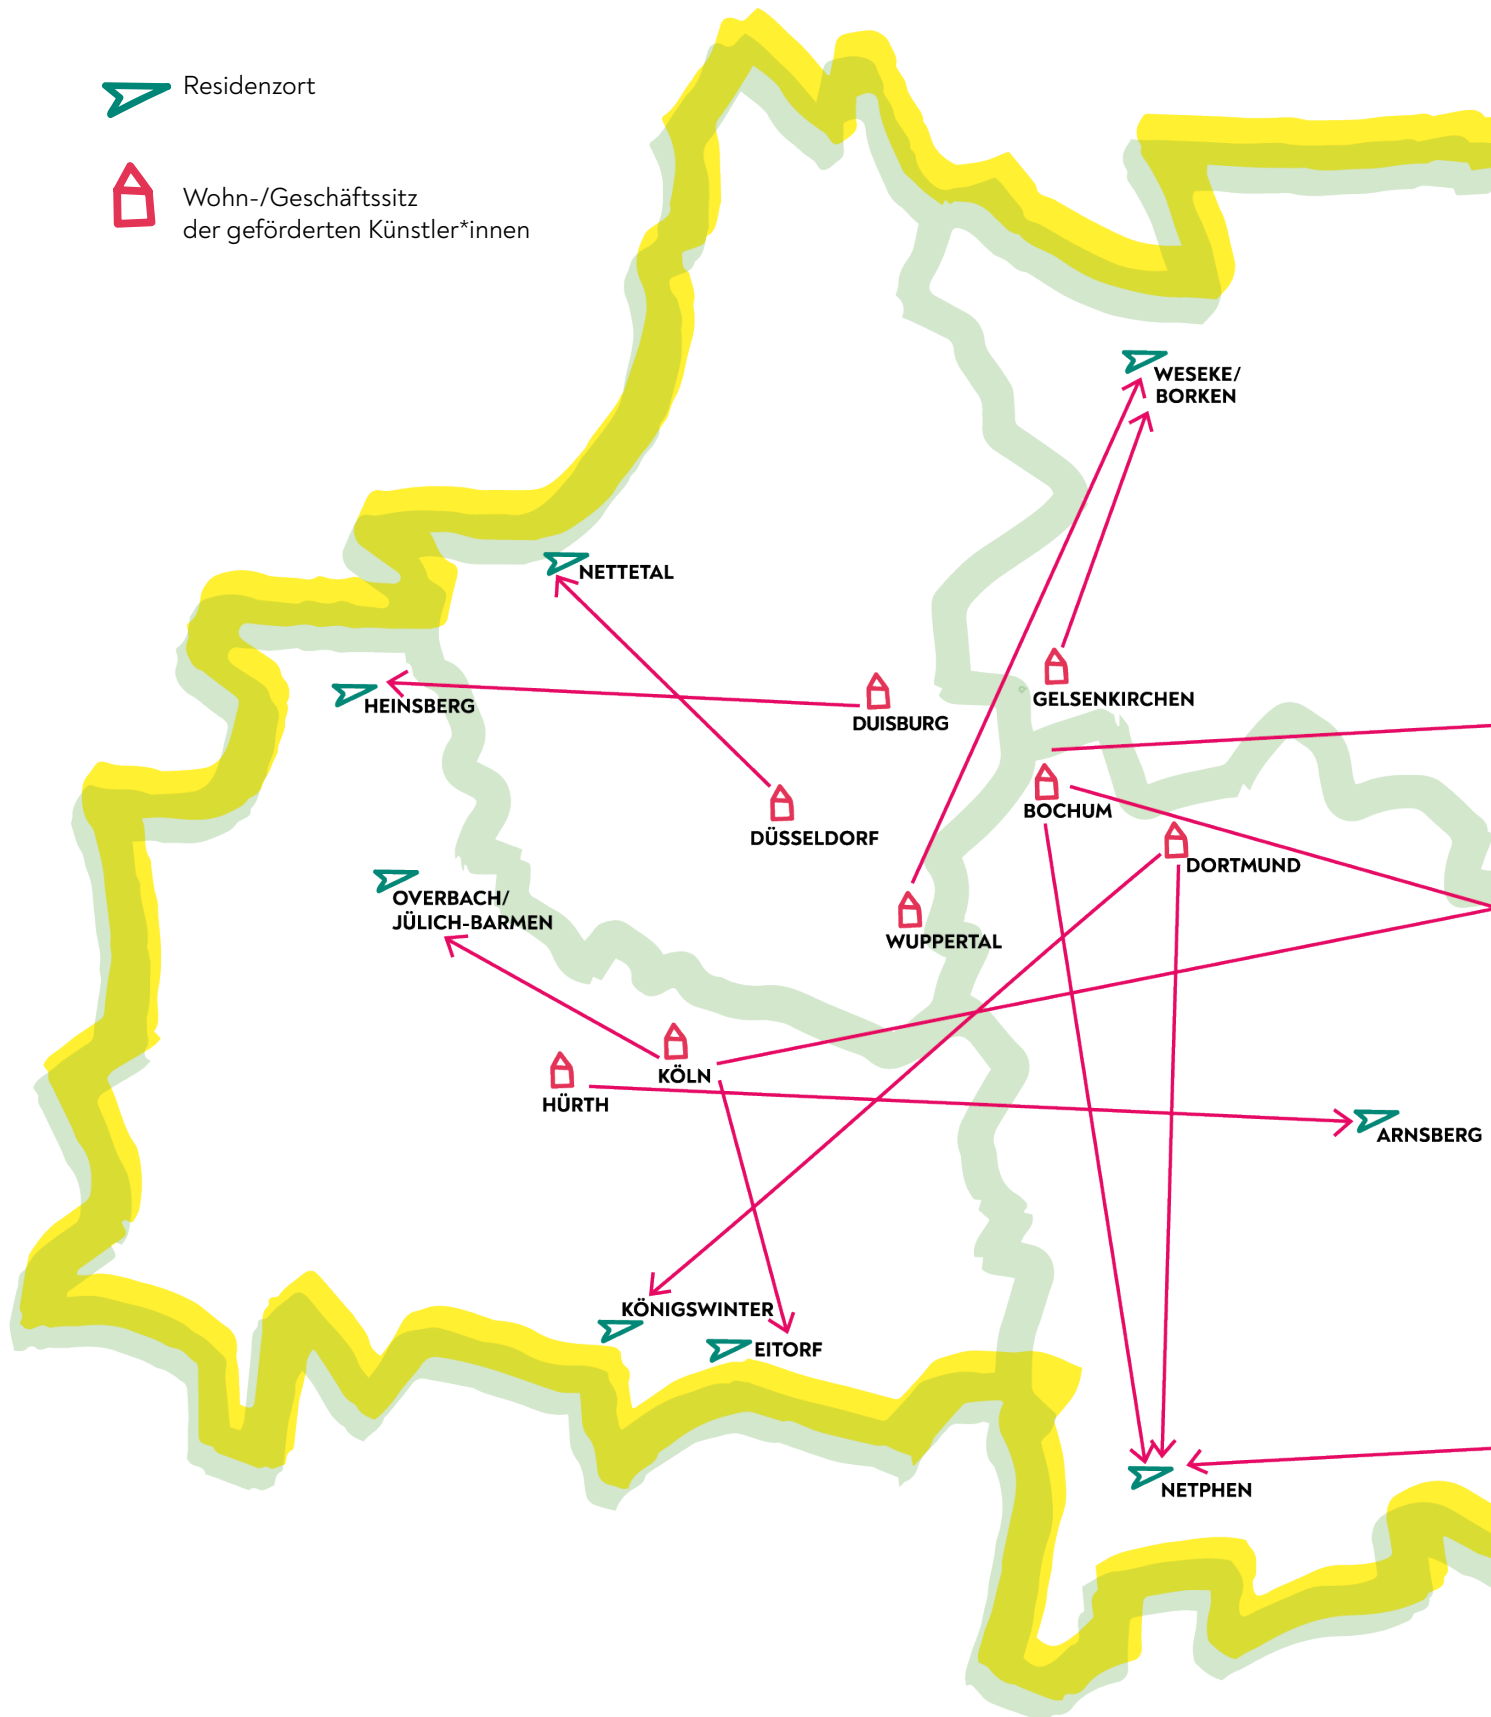 Residenzort
Wohn-/Geschäftssitz
der geförderten Künstler*innen
WESEKE/
BORKEN
NETTETAL
HEINSBERG
GELSENKIRCHEN
DUISBURG
BOCHUM
DÜSSELDORF
DORTMUND
OVERBACH/
JÜLICH-BARMEN
WUPPERTAL
KÖLN
HÜRTH
ARNSBERG
KÖNIGSWINTER
EITORF
NETPHEN